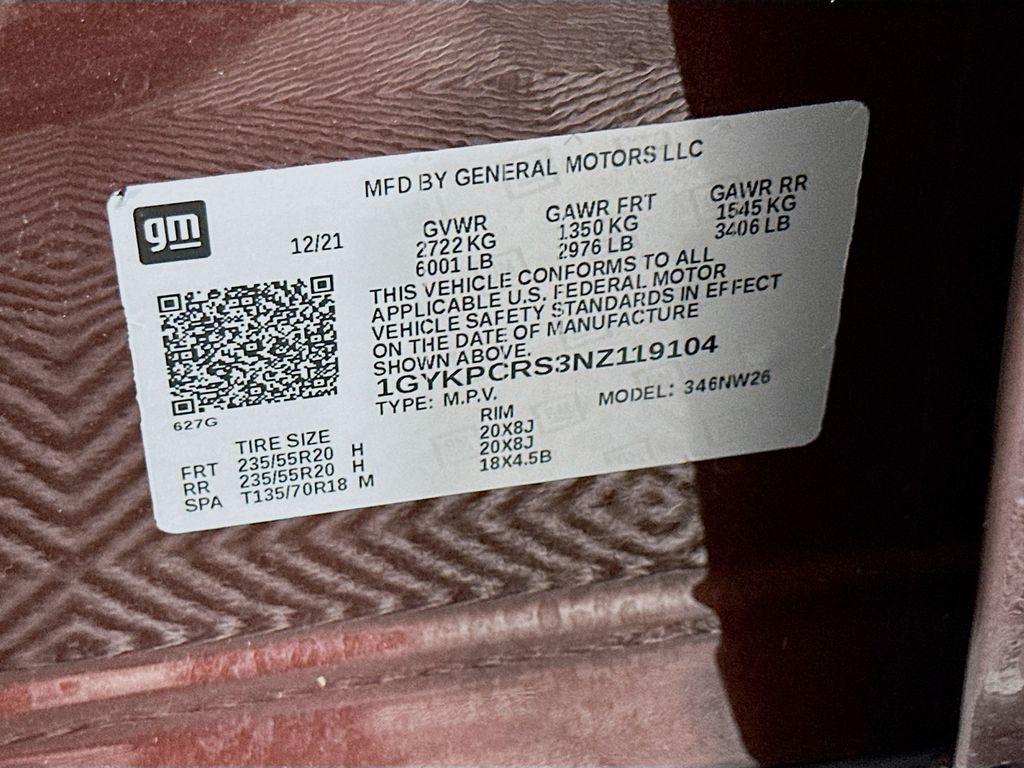 MFD BY GENERAL MOTORS LLC
gm
12/21
GVWR GAWR FRT GAWR RR
2722 KG 1350 KG 1545 KG
6001 LB 2976 LB 3406 LB
THIS VEHICLE CONFORMS TO ALL
APPLICABLE U.S. FEDERAL MOTOR
VEHICLE SAFETY STANDARDS IN EFFECT
ON THE DATE OF MANUFACTURE
SHOWN ABOVE.
1GYKPCRS3NZ119104
TYPE: M.P.V. MODEL: 346NW26
627G
TIRE SIZE RIM
FRT 235/55R20 H 20X8J
RR 235/55R20 H 20X8J
SPA T135/70R18 M 18X4.5B